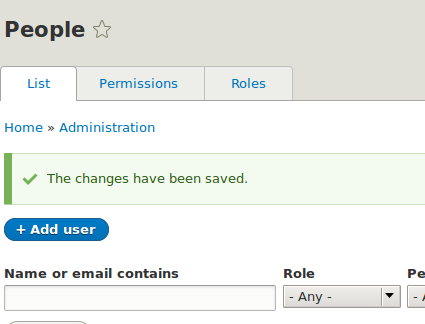 People
List Permissions Roles
Home » Administration
The changes have been saved.
+ Add user
Name or email contains Role
- Any -